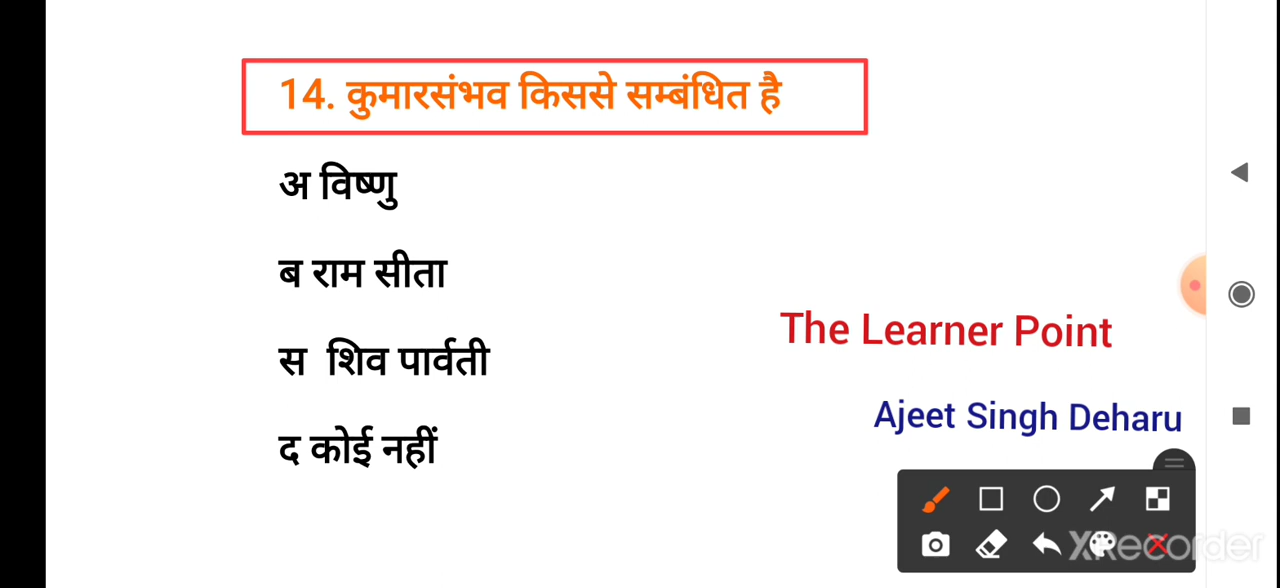 14. कुमारसंभव किससे सम्बंधित है
अ विष्णु
ब राम सीता
स शिव पार्वती
द कोई नहीं
The Learner Point
Ajeet Singh Deharu
XRecorder